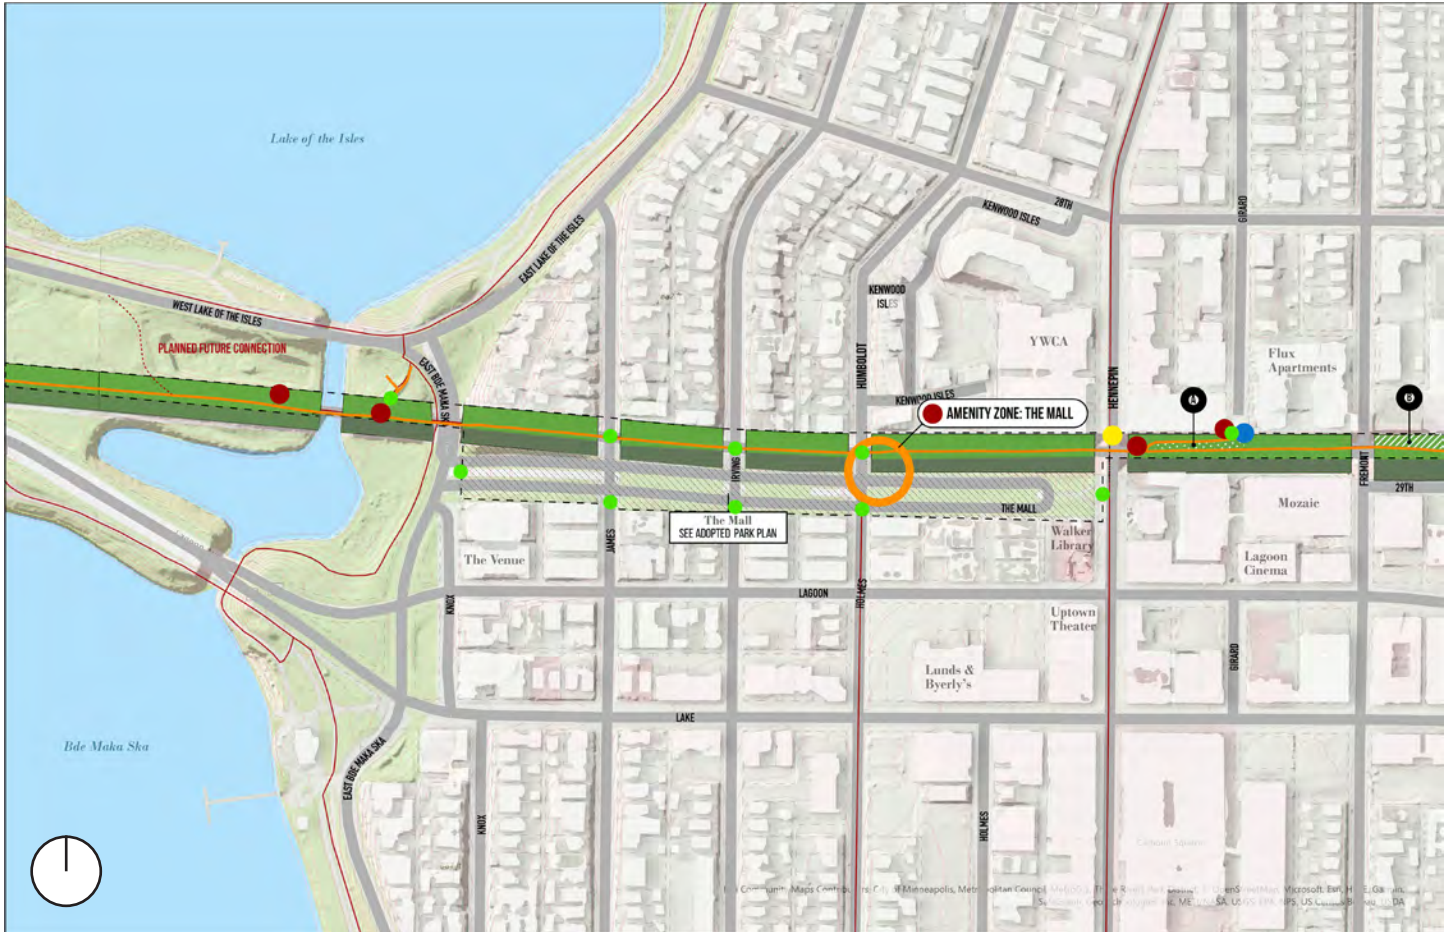 Lake of the Isles
28TH
KENWOOD ISLES
GIRARD
EAST LAKE OF THE ISLES
WEST LAKE OF THE ISLES
KENWOOD
ISLES
PLANNED FUTURE CONNECTION
YWCA
Flux
Apartments
HUMBOLDT
HENNEPIN
EAST BDE MAKA SKA
KENWOOD ISLES
A
B
AMENITY ZONE: THE MALL
IRVING
FREMONT
29TH
THE MALL
Mozaic
The Mall
SEE ADOPTED PARK PLAN
JAMES
Walker
Library
The Venue
Lagoon
Cinema
KNOX
LAGOON
HOLMES
Uptown
Theater
GIRARD
Lunds &
Byerly's
LAKE
Bde Maka Ska
EAST BDE MAKA SKA
KNOX
HOLMES
Calhoun Square